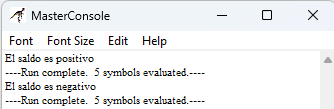 MasterConsole
Font Font Size Edit Help
El saldo es positivo
----Run complete. 5 symbols evaluated.----
El saldo es negativo
----Run complete. 5 symbols evaluated.----